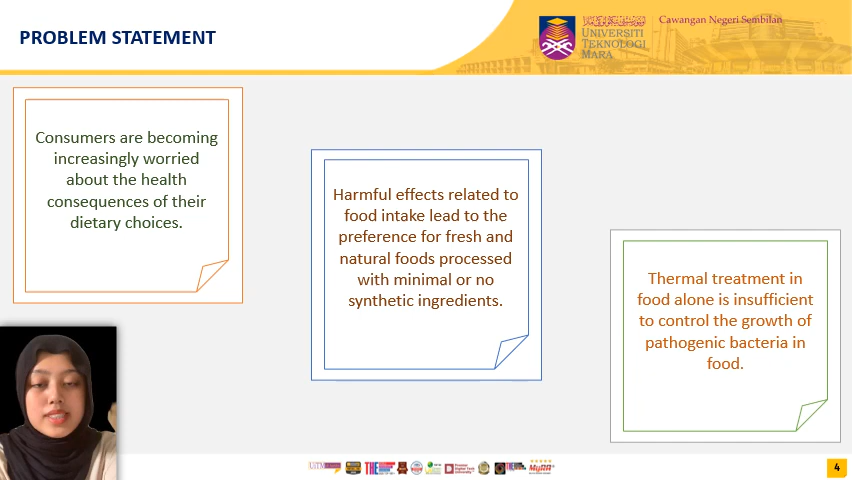 PROBLEM STATEMENT
UNIVERSITI
TEKNOLOGI
MARA
Cawangan Negeri Sembilan
Consumers are becoming
increasingly worried
about the health
consequences of their
dietary choices.
Harmful effects related to
food intake lead to the
preference for fresh and
natural foods processed
with minimal or no
synthetic ingredients.
Thermal treatment in
food alone is insufficient
to control the growth of
pathogenic bacteria in
food.
4